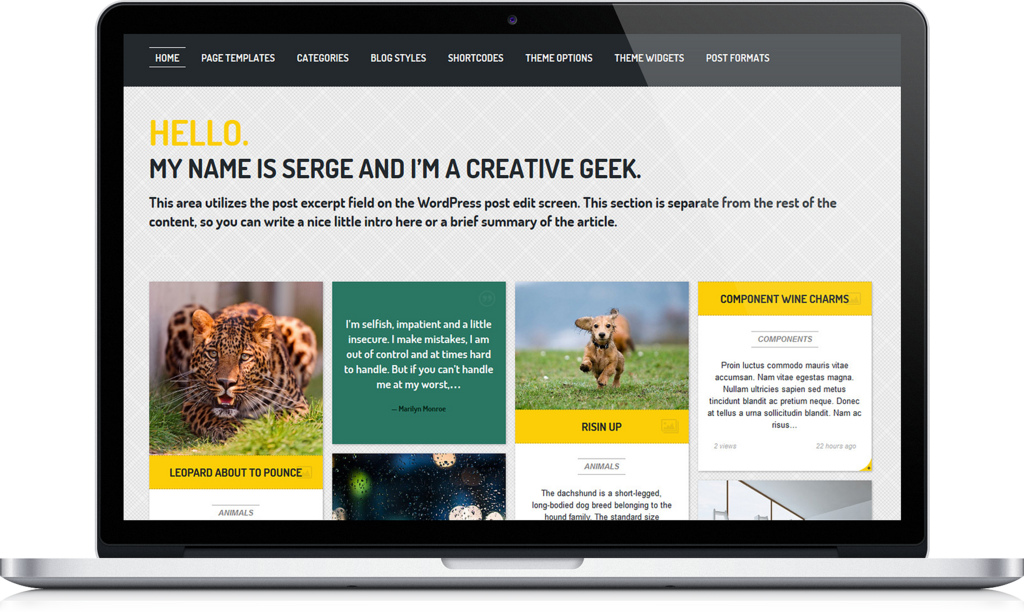 HOME PAGE TEMPLATES CATEGORIES BLOG STYLES SHORTCODES THEME OPTIONS THEME WIDGETS POST FORMATS
HELLO.
MY NAME IS SERGE AND I'M A CREATIVE GEEK.
This area utilizes the post excerpt field on the WordPress post edit screen. This section is separate from the rest of the
content, so you can write a nice little intro here or a brief summary of the article.
LEOPARD ABOUT TO POUNCE
ANIMALS
I'm selfish, impatient and a little
insecure. I make mistakes, I am
out of control and at times hard
to handle. But if you can't handle
me at my worst,...
-- Marilyn Monroe
RISIN UP
ANIMALS
The dachshund is a short-legged,
long-bodied dog breed belonging to the
hound family. The standard size
COMPONENT WINE CHARMS
COMPONENTS
Proin luctus commodo mauris vitae
accumsan. Nam vitae egestas magna.
Nullam ultricies sapien sed metus
tincidunt blandit ac pretium neque. Donec
at tellus a urna sollicitudin blandit. Nam ac
risus...
2 views 22 hours ago